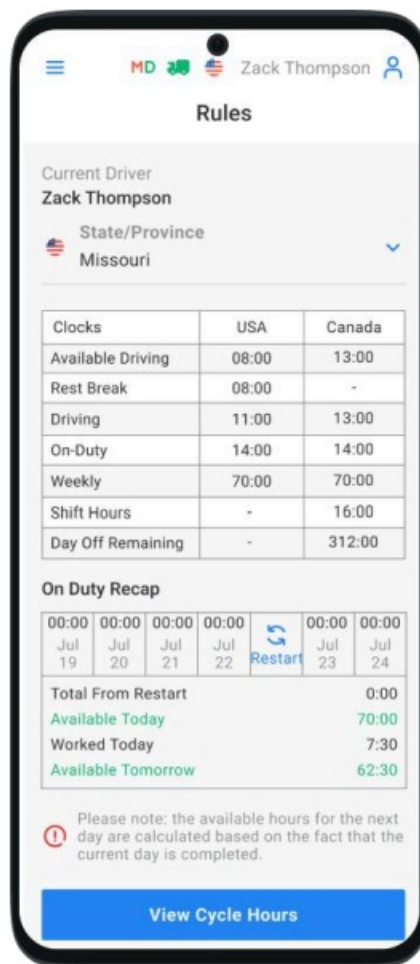 MD Zack Thompson
Rules
Current Driver
Zack Thompson
State/Province
Missouri
Clocks USA Canada
Available Driving 08:00 13:00
Rest Break 08:00 -
Driving 11:00 13:00
On-Duty 14:00 14:00
Weekly 70:00 70:00
Shift Hours - 16:00
Day Off Remaining - 312:00
On Duty Recap
00:00 00:00 00:00 00:00 00:00 00:00
Jul Jul Jul Jul Restart Jul Jul
19 20 21 22 23 24
Total From Restart 0:00
Available Today 70:00
Worked Today 7:30
Available Tomorrow 62:30
Please note: the available hours for the next
day are calculated based on the fact that the
current day is completed.
View Cycle Hours